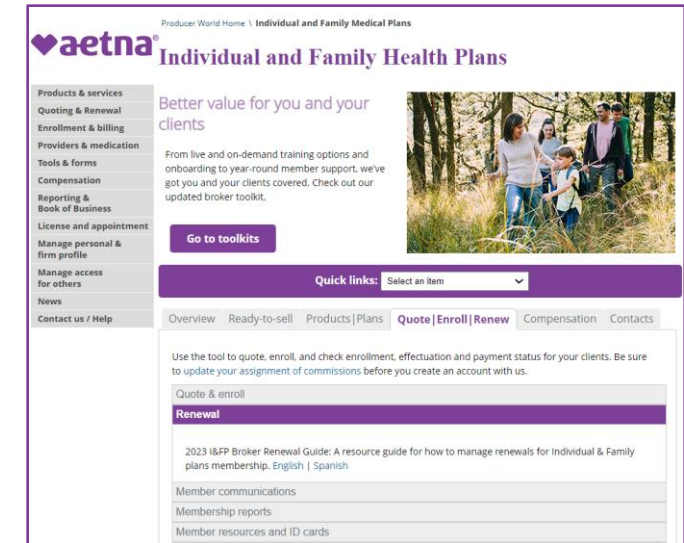 Producer World Home \ Individual and Family Medical Plans
aetna®
Individual and Family Health Plans
Products & services
Quoting & Renewal
Enrollment & billing
Providers & medication
Tools & forms
Compensation
Reporting &
Book of Business
License and appointment
Manage personal &
firm profile
Manage access
for others
News
Contact us / Help
Better value for you and your
clients
From live and on-demand training options and
onboarding to year-round member support, we've
got you and your clients covered. Check out our
updated broker toolkit.
Go to toolkits
Quick links: Select an item
Overview Ready-to-sell Products|Plans Quote|Enroll|Renew Compensation Contacts
Use the tool to quote, enroll, and check enrollment, effectuation and payment status for your clients. Be sure
to update your assignment of commissions before you create an account with us.
Quote & enroll
Renewal
2023 I&FP Broker Renewal Guide: A resource guide for how to manage renewals for Individual & Family
plans membership. English | Spanish
Member communications
Membership reports
Member resources and ID cards